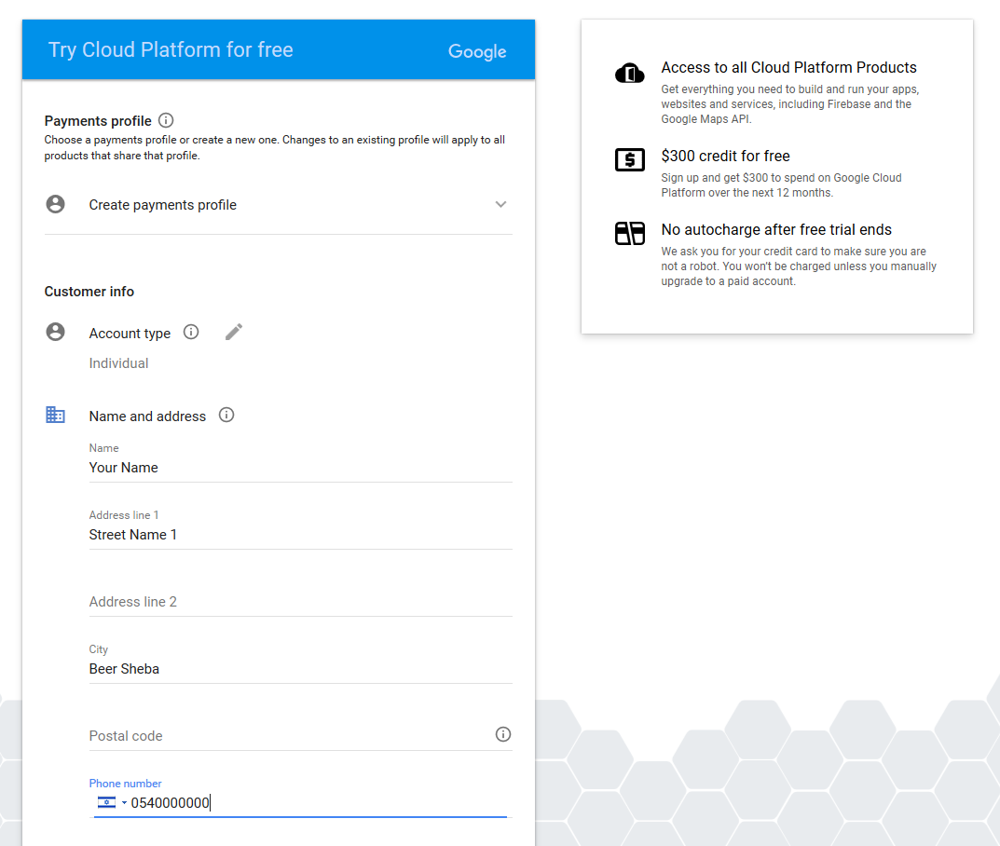 Try Cloud Platform for free
Google
Payments profile
Choose a payments profile or create a new one. Changes to an existing profile will apply to all
products that share that profile.
Create payments profile
Customer info
Account type
Individual
Name and address
Name
Your Name
Address line 1
Street Name 1
Address line 2
City
Beer Sheba
Postal code
Phone number
0540000000
Access to all Cloud Platform Products
Get everything you need to build and run your apps,
websites and services, including Firebase and the
Google Maps API.
$300 credit for free
Sign up and get $300 to spend on Google Cloud
Platform over the next 12 months.
No autocharge after free trial ends
We ask you for your credit card to make sure you are
not a robot. You won't be charged unless you manually
upgrade to a paid account.